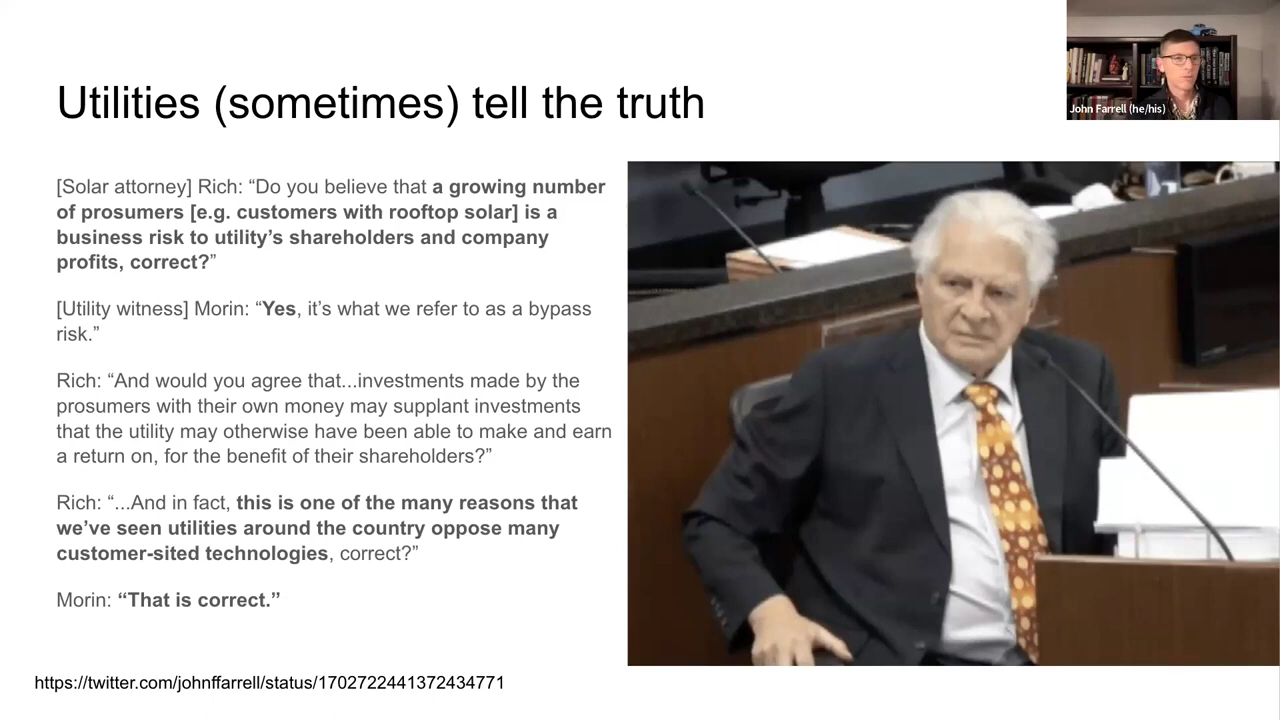 Utilities (sometimes) tell the truth
John Farrell (he/his)
[Solar attorney] Rich: “Do you believe that a growing number
of prosumers [e.g. customers with rooftop solar] is a
business risk to utility’s shareholders and company
profits, correct?”
[Utility witness] Morin: “Yes, it’s what we refer to as a bypass
risk.”
Rich: “And would you agree that...investments made by the
prosumers with their own money may supplant investments
that the utility may otherwise have been able to make and earn
a return on, for the benefit of their shareholders?”
Rich: “...And in fact, this is one of the many reasons that
we’ve seen utilities around the country oppose many
customer-sited technologies, correct?”
Morin: “That is correct.”
https://twitter.com/johnffarrell/status/1702722441372434771